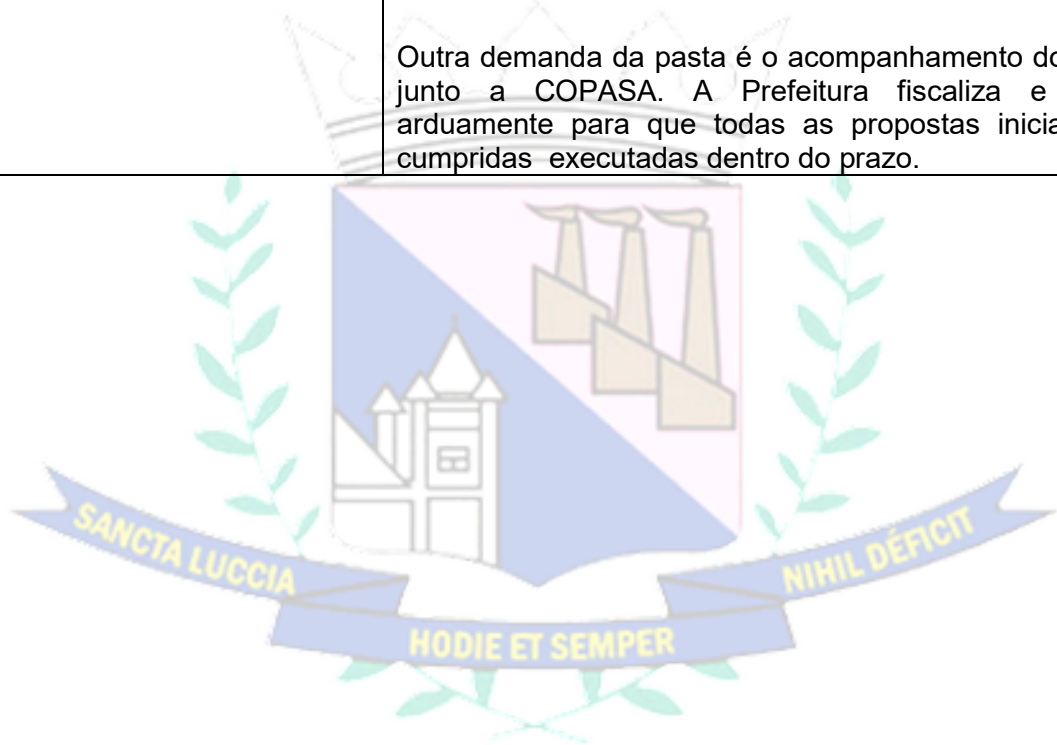 Outra demanda da pasta é o acompanhamento do
junto a COPASA. A Prefeitura fiscaliza e
arduamente para que todas as propostas inicia
cumpridas executadas dentro do prazo.
SANCTA LUCCIA
NIHIL DÉFICIT
HODIE ET SEMPER